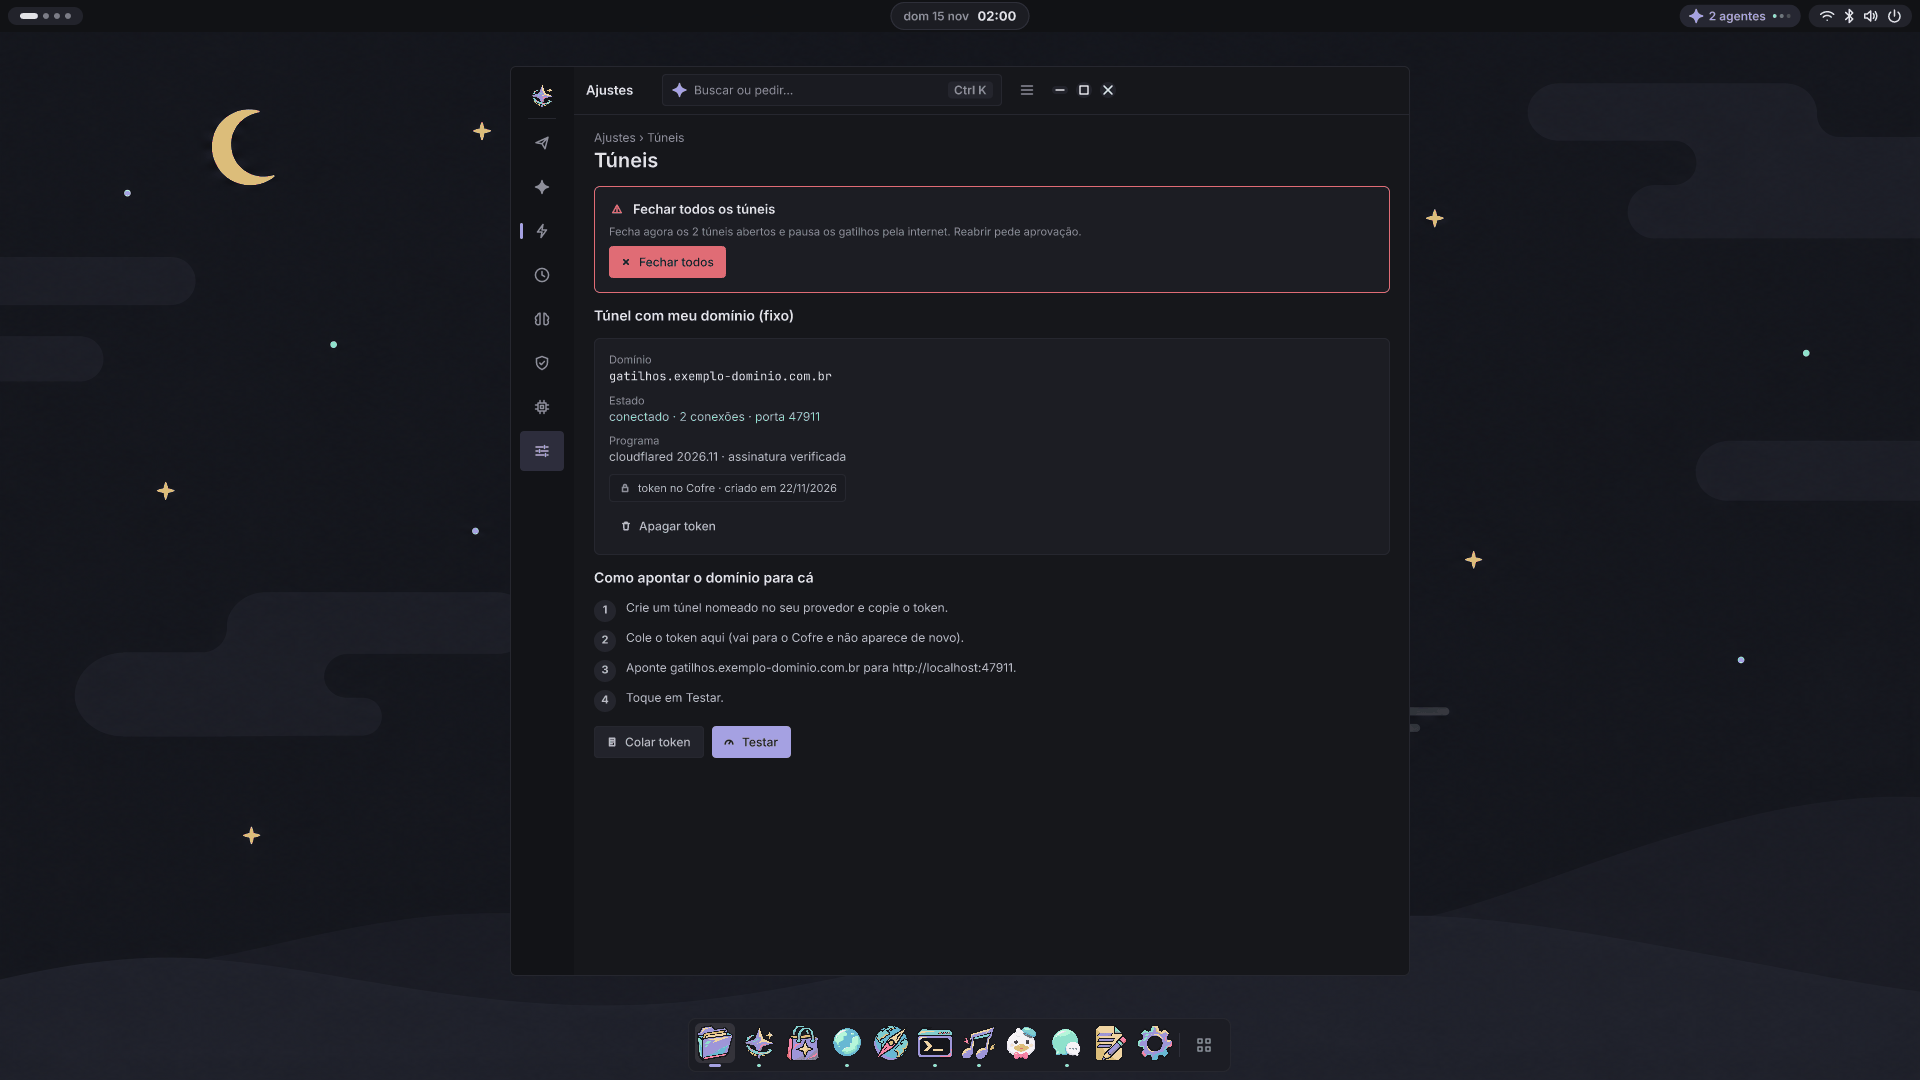 dom 15 nov 02:00
2 agentes
Ajustes
Buscar ou pedir...
Ctrl K
Ajustes › Túneis
Túneis
Fechar todos os túneis
Fecha agora os 2 túneis abertos e pausa os gatilhos pela internet. Reabrir pede aprovação.
Fechar todos
Túnel com meu domínio (fixo)
Domínio
gatilhos.exemplo-dominio.com.br
Estado
conectado · 2 conexões · porta 47911
Programa
cloudflared 2026.11 · assinatura verificada
token no Cofre · criado em 22/11/2026
Apagar token
Como apontar o domínio para cá
1 Crie um túnel nomeado no seu provedor e copie o token.
2 Cole o token aqui (vai para o Cofre e não aparece de novo).
3 Aponte gatilhos.exemplo-dominio.com.br para http://localhost:47911.
4 Toque em Testar.
Colar token
Testar